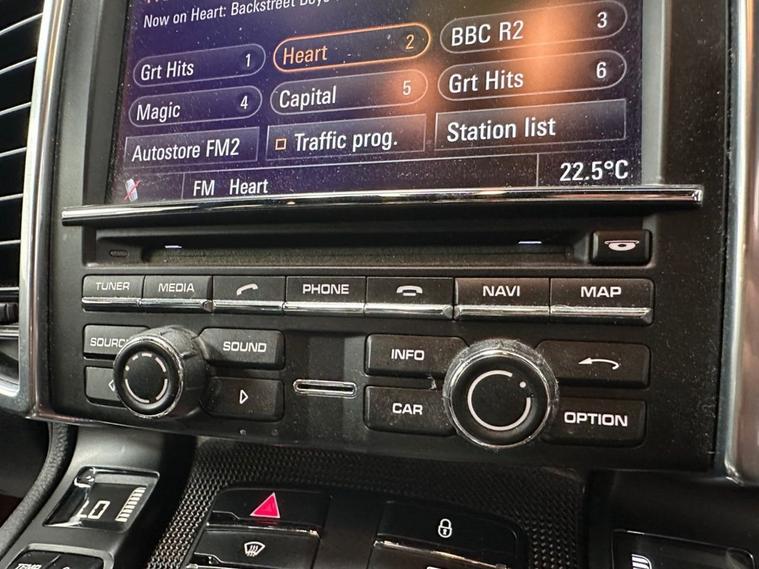 Now on Heart: Backstreet Boys
Grt Hits 1
Heart 2
BBC R2 3
Magic 4
Capital 5
Grt Hits 6
Autostore FM2
Traffic prog.
Station list
FM Heart
22.5°C
TUNER
MEDIA
PHONE
NAVI
MAP
SOURCE
SOUND
INFO
CAR
OPTION
LO
TEMP